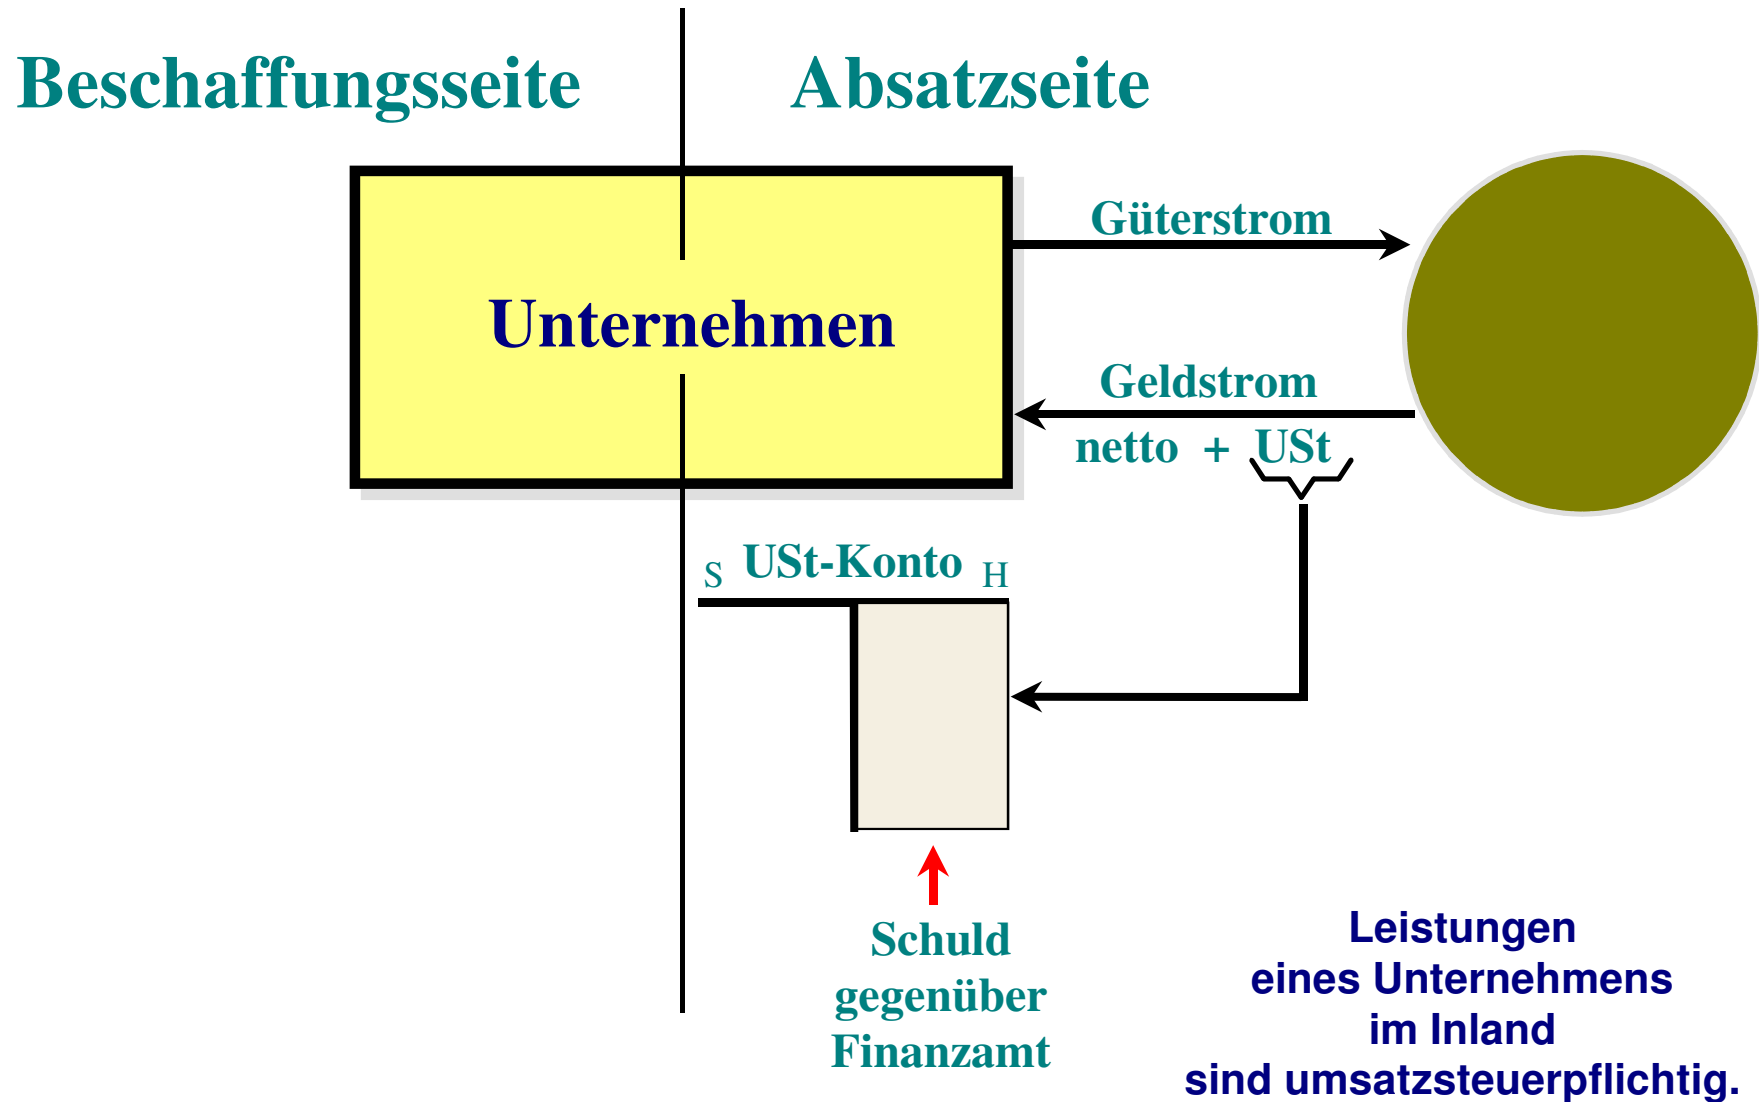 Beschaffungsseite
Absatzseite
Güterstrom
Unternehmen
Geldstrom
netto + USt
S USt-Konto H
Schuld
gegenüber
Finanzamt
Leistungen
eines Unternehmens
im Inland
sind umsatzsteuerpflichtig.